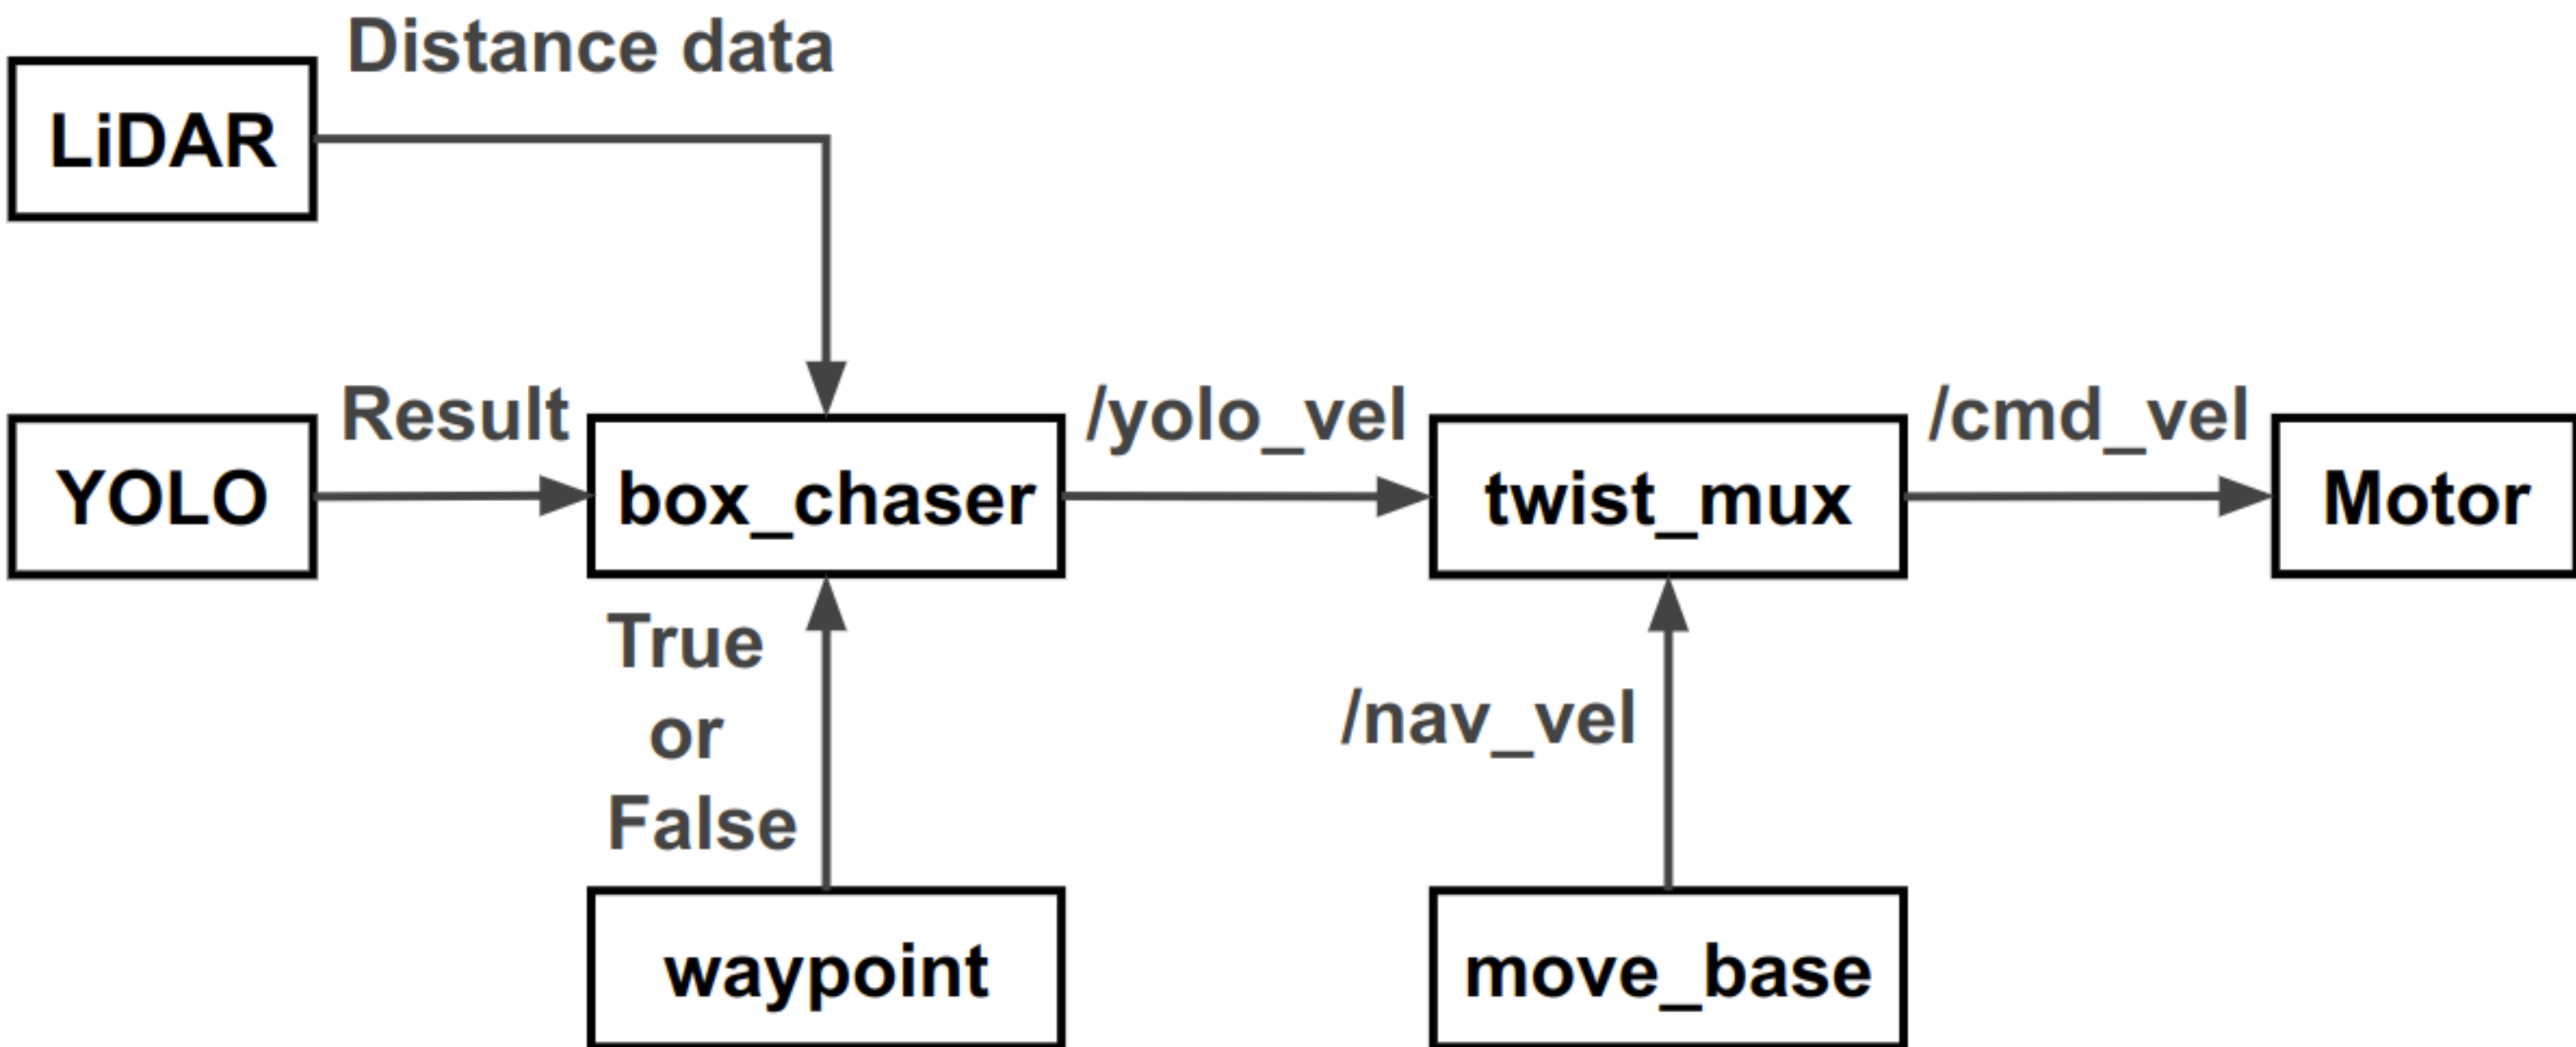 Distance data
LiDAR
Result
/yolo_vel
/cmd_vel
YOLO
box_chaser
twist_mux
Motor
True
or
False
/nav_vel
waypoint
move_base